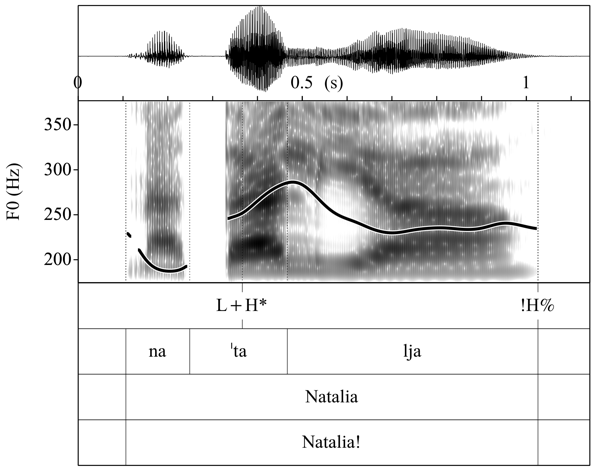 0 0.5 (s) 1
350
300
250
200
F0 (Hz)
L+H* !H%
na ˈta lja
Natalia
Natalia!